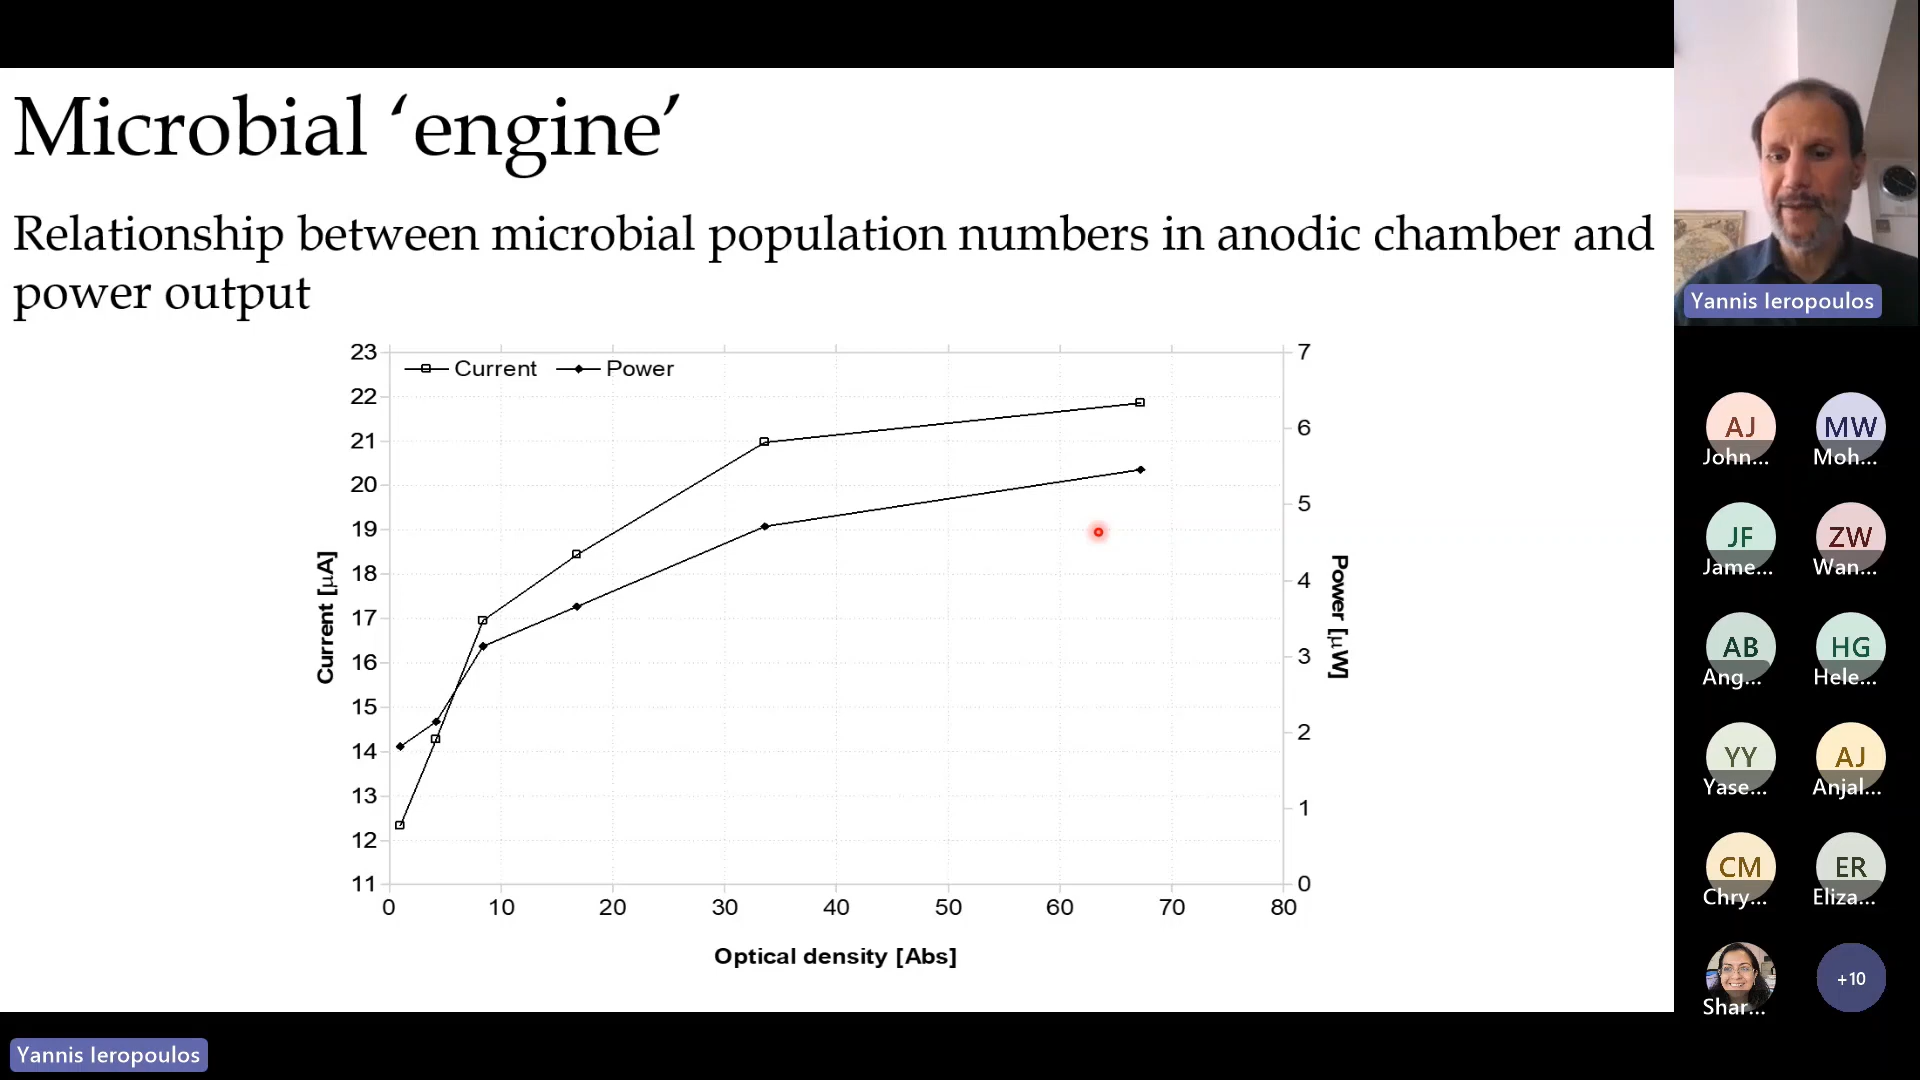 Microbial ‘engine’
Relationship between microbial population numbers in anodic chamber and
power output
Current
Power
23
22
21
20
19
18
17
16
15
14
13
12
11
Current [µA]
7
6
5
4
3
2
1
0
Power [µW]
0 10 20 30 40 50 60 70 80
Optical density [Abs]
Yannis Ieropoulos
AJ MW
John... Moh...
JF ZW
Jame... Wan...
AB HG
Ang... Hele...
YY AJ
Yase... Anjal...
CM ER
Chry... Eliza...
+10
Shar...
Yannis Ieropoulos